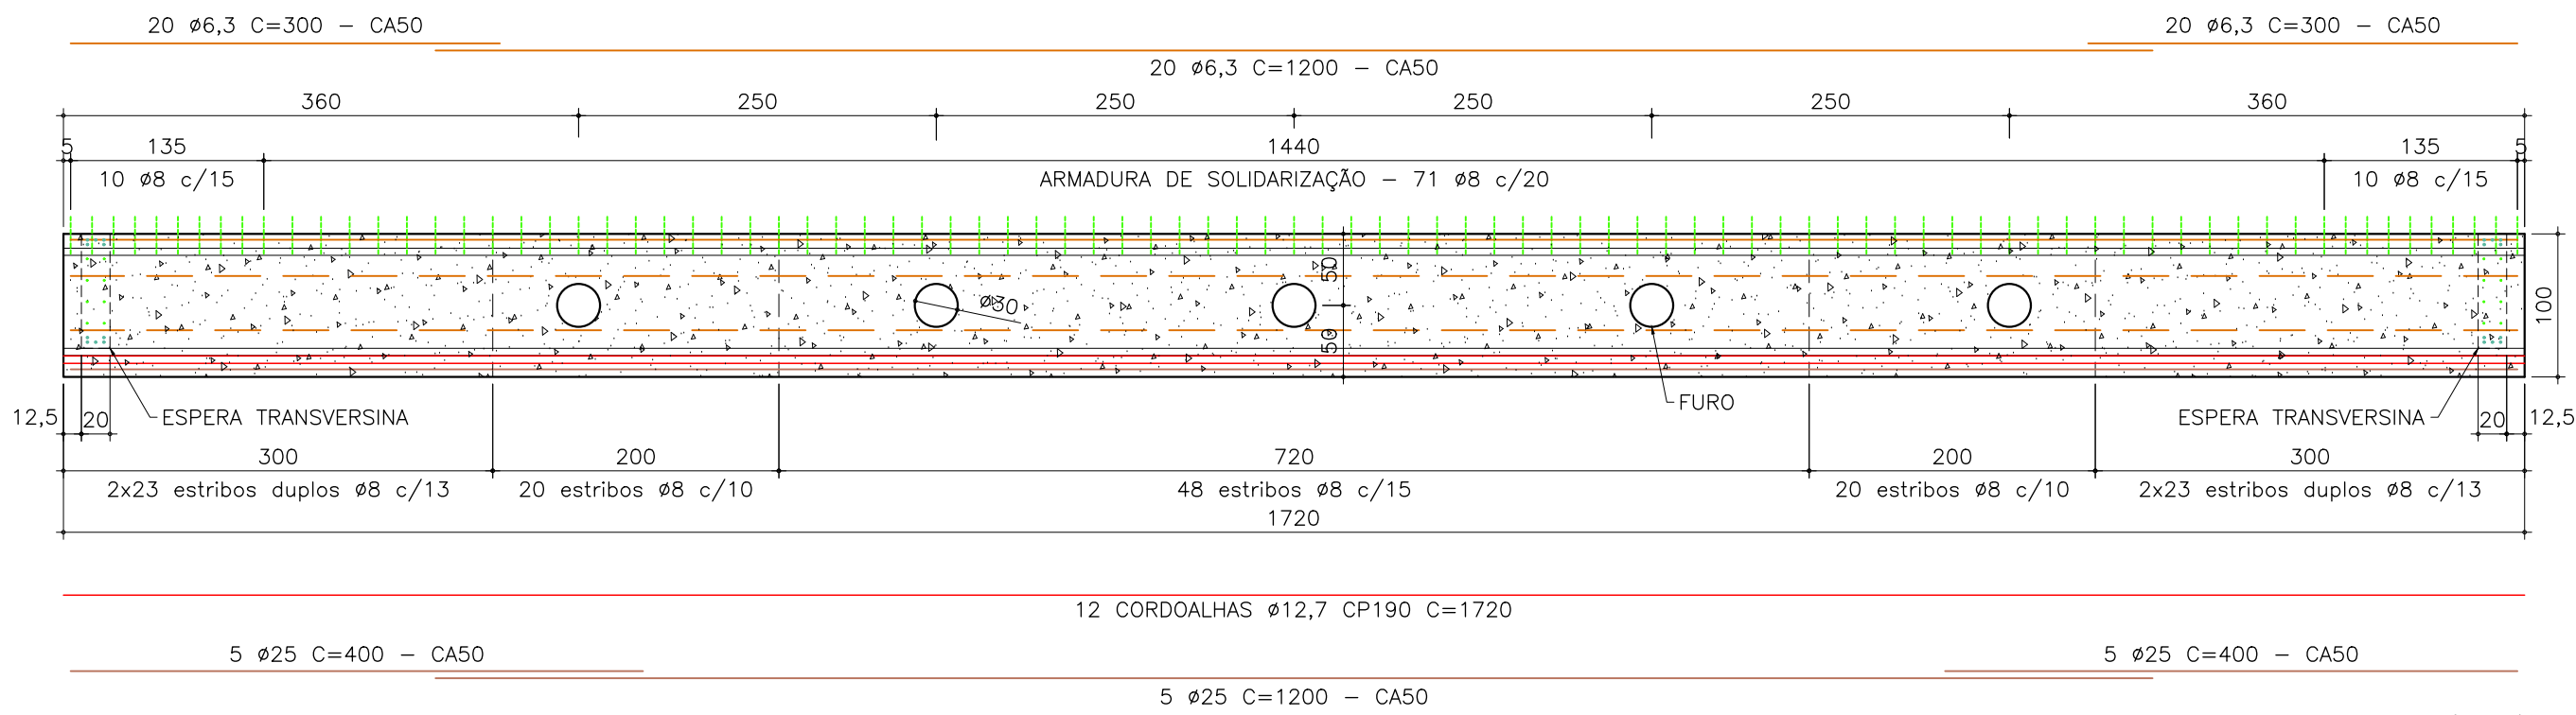 20 ø6,3 C=300 – CA50
20 ø6,3 C=300 – CA50
20 ø6,3 C=1200 – CA50
360 250 250 250 250 360
5 135 1440 135 5
10 ø8 c/15 ARMADURA DE SOLIDARIZAÇÃO – 71 ø8 c/20 10 ø8 c/15
50
ø30
50
100
FURO
12,5 20 ESPERA TRANSVERSINA
ESPERA TRANSVERSINA 20 12,5
300 200 720 200 300
2x23 estribos duplos ø8 c/13 20 estribos ø8 c/10 48 estribos ø8 c/15 20 estribos ø8 c/10 2x23 estribos duplos ø8 c/13
1720
12 CORDOALHAS ø12,7 CP190 C=1720
5 ø25 C=400 – CA50
5 ø25 C=400 – CA50
5 ø25 C=1200 – CA50